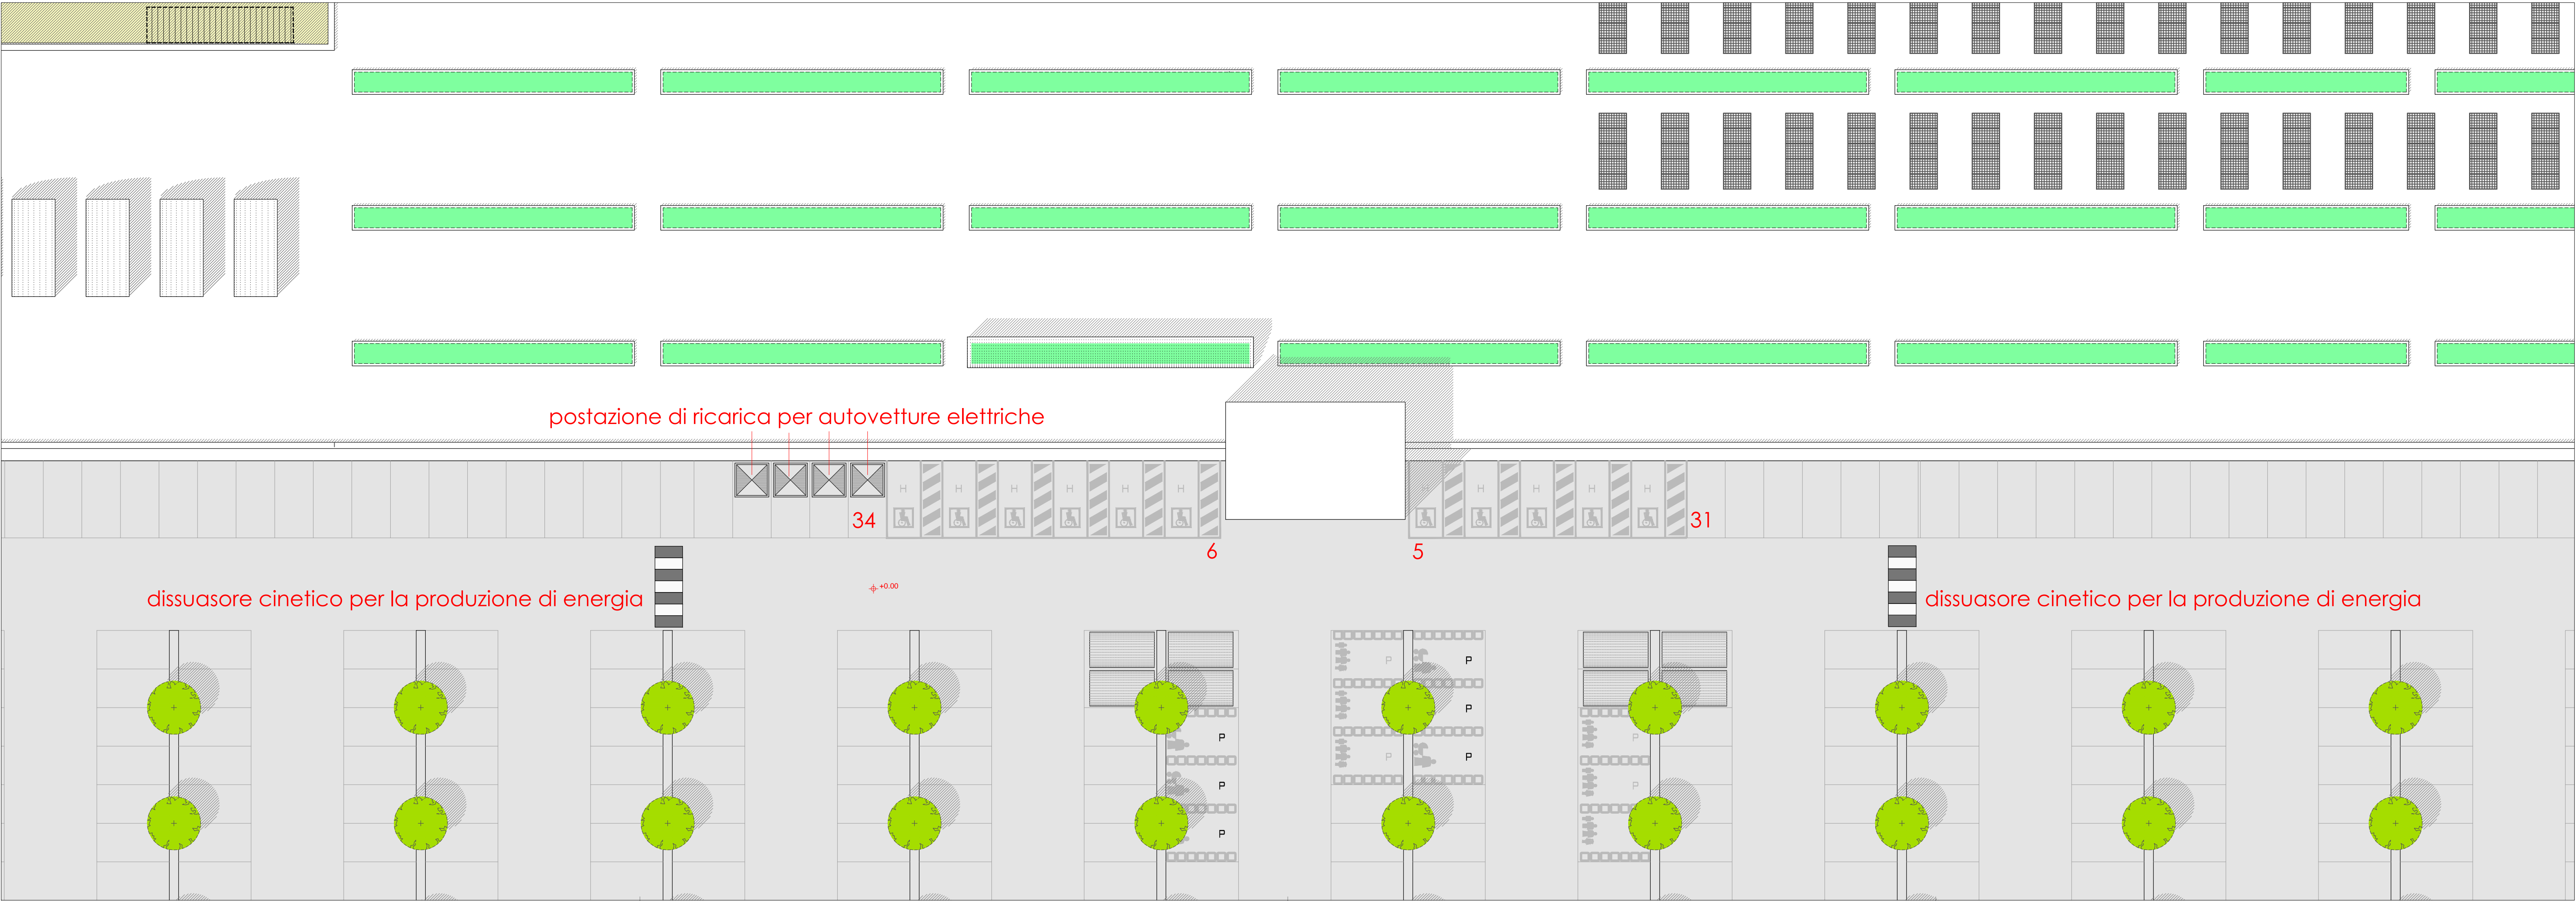 postazione di ricarica per autovetture elettriche
H H H H H H H H H H H
34 31
6 5
+0.00
dissuasore cinetico per la produzione di energia
dissuasore cinetico per la produzione di energia
P P
P
P P
P P
P P
P